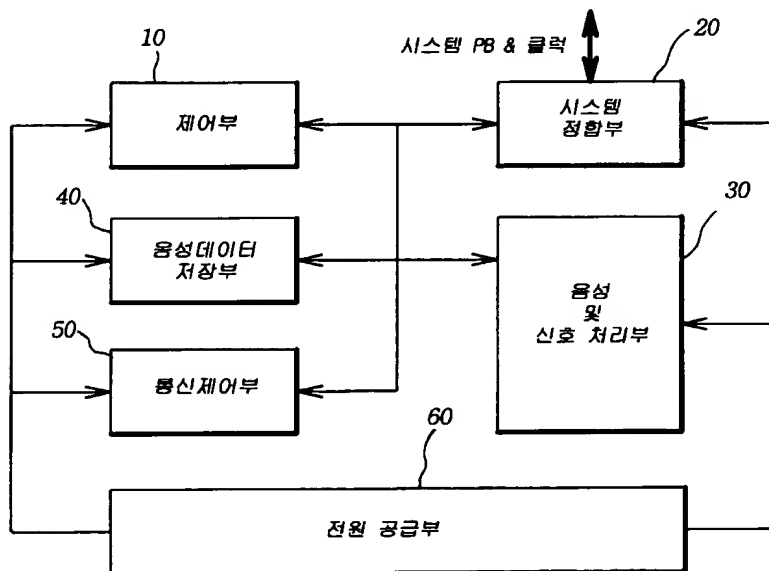 10
시스템 PB & 클럭
20
제어부
시스템
정합부
40
음성데이터
저장부
30
음성
및
신호 처리부
50
통신제어부
60
전원 공급부